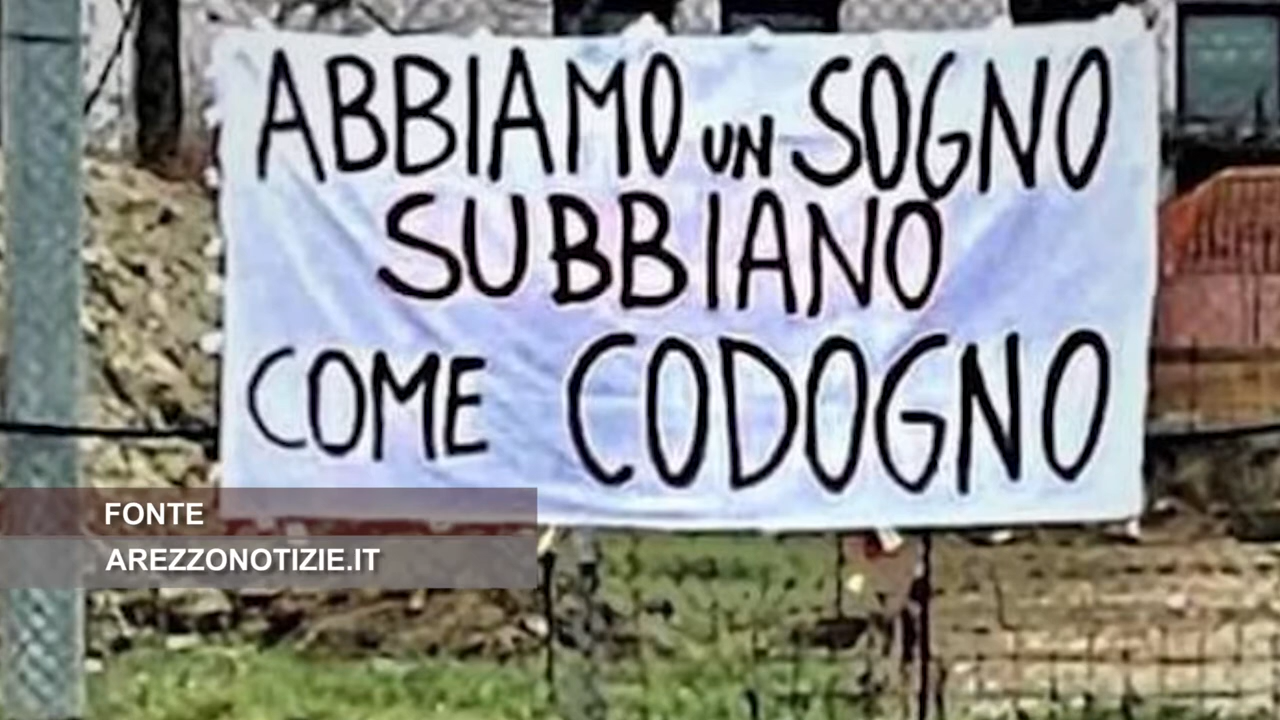 ABBIAMO UN SOGNO
SUBBIANO
COME CODOGNO
FONTE
AREZZONOTIZIE.IT